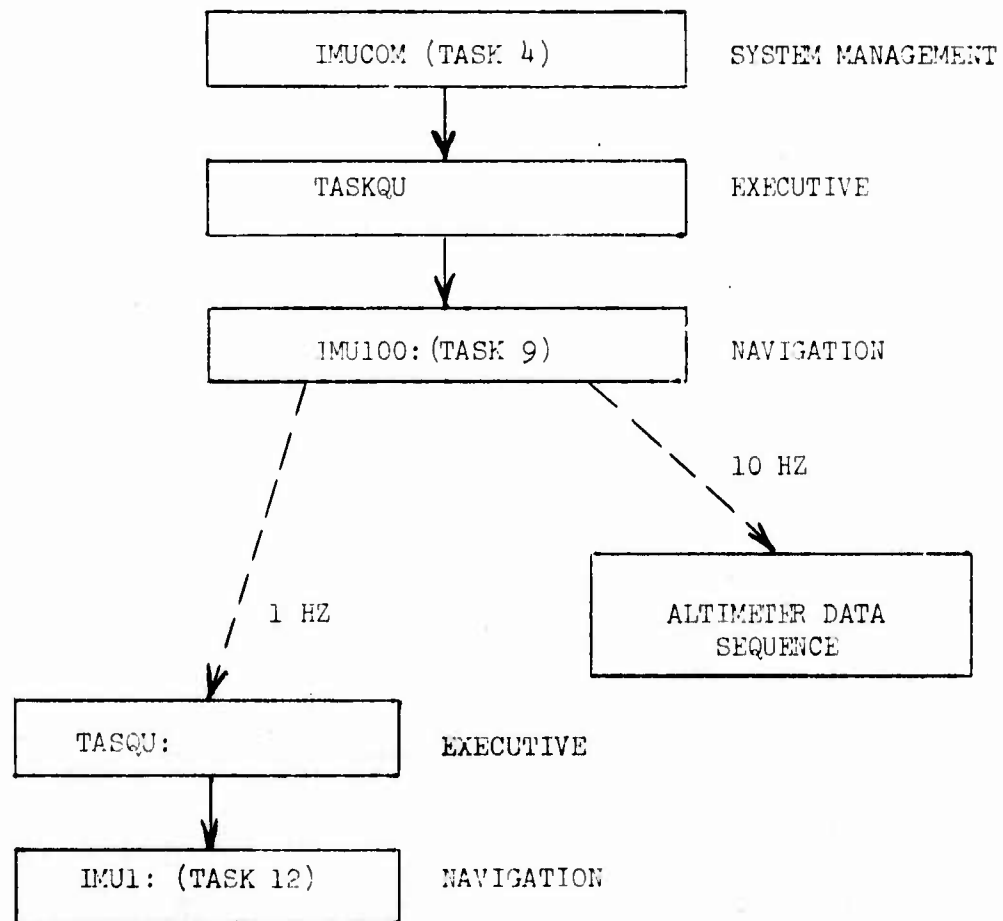 IMUCOM (TASK 4) SYSTEM MANAGEMENT
TASKQU EXECUTIVE
IMU100: (TASK 9) NAVIGATION
10 HZ
1 HZ
ALTIMETER DATA
SEQUENCE
TASQU: EXECUTIVE
IMU1: (TASK 12) NAVIGATION